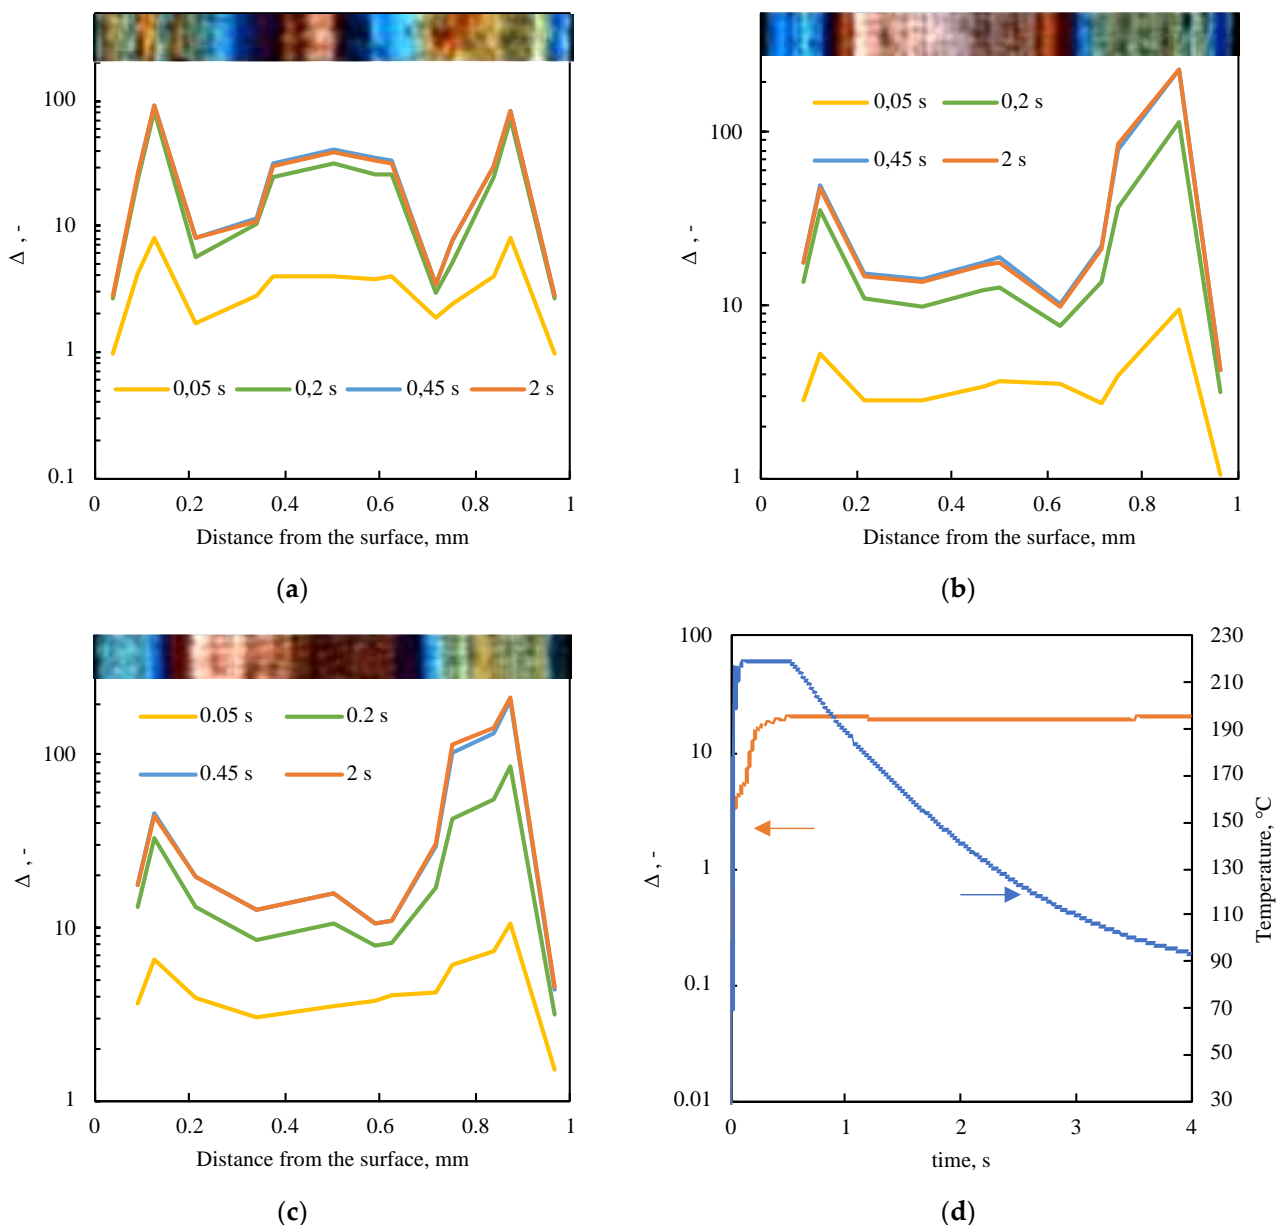 100
10
1
0.1
Δ , -
0,05 s 0,2 s 0,45 s 2 s
0 0.2 0.4 0.6 0.8 1
Distance from the surface, mm
(a)
100
10
1
Δ , -
0,05 s 0,2 s
0,45 s 2 s
0 0.2 0.4 0.6 0.8 1
Distance from the surface, mm
(b)
100
10
1
Δ , -
0.05 s 0.2 s
0.45 s 2 s
0 0.2 0.4 0.6 0.8 1
Distance from the surface, mm
(c)
100
10
1
0.1
0.01
Δ , -
230
210
190
170
150
130
110
90
70
50
30
Temperature, °C
0 1 2 3 4
time, s
(d)